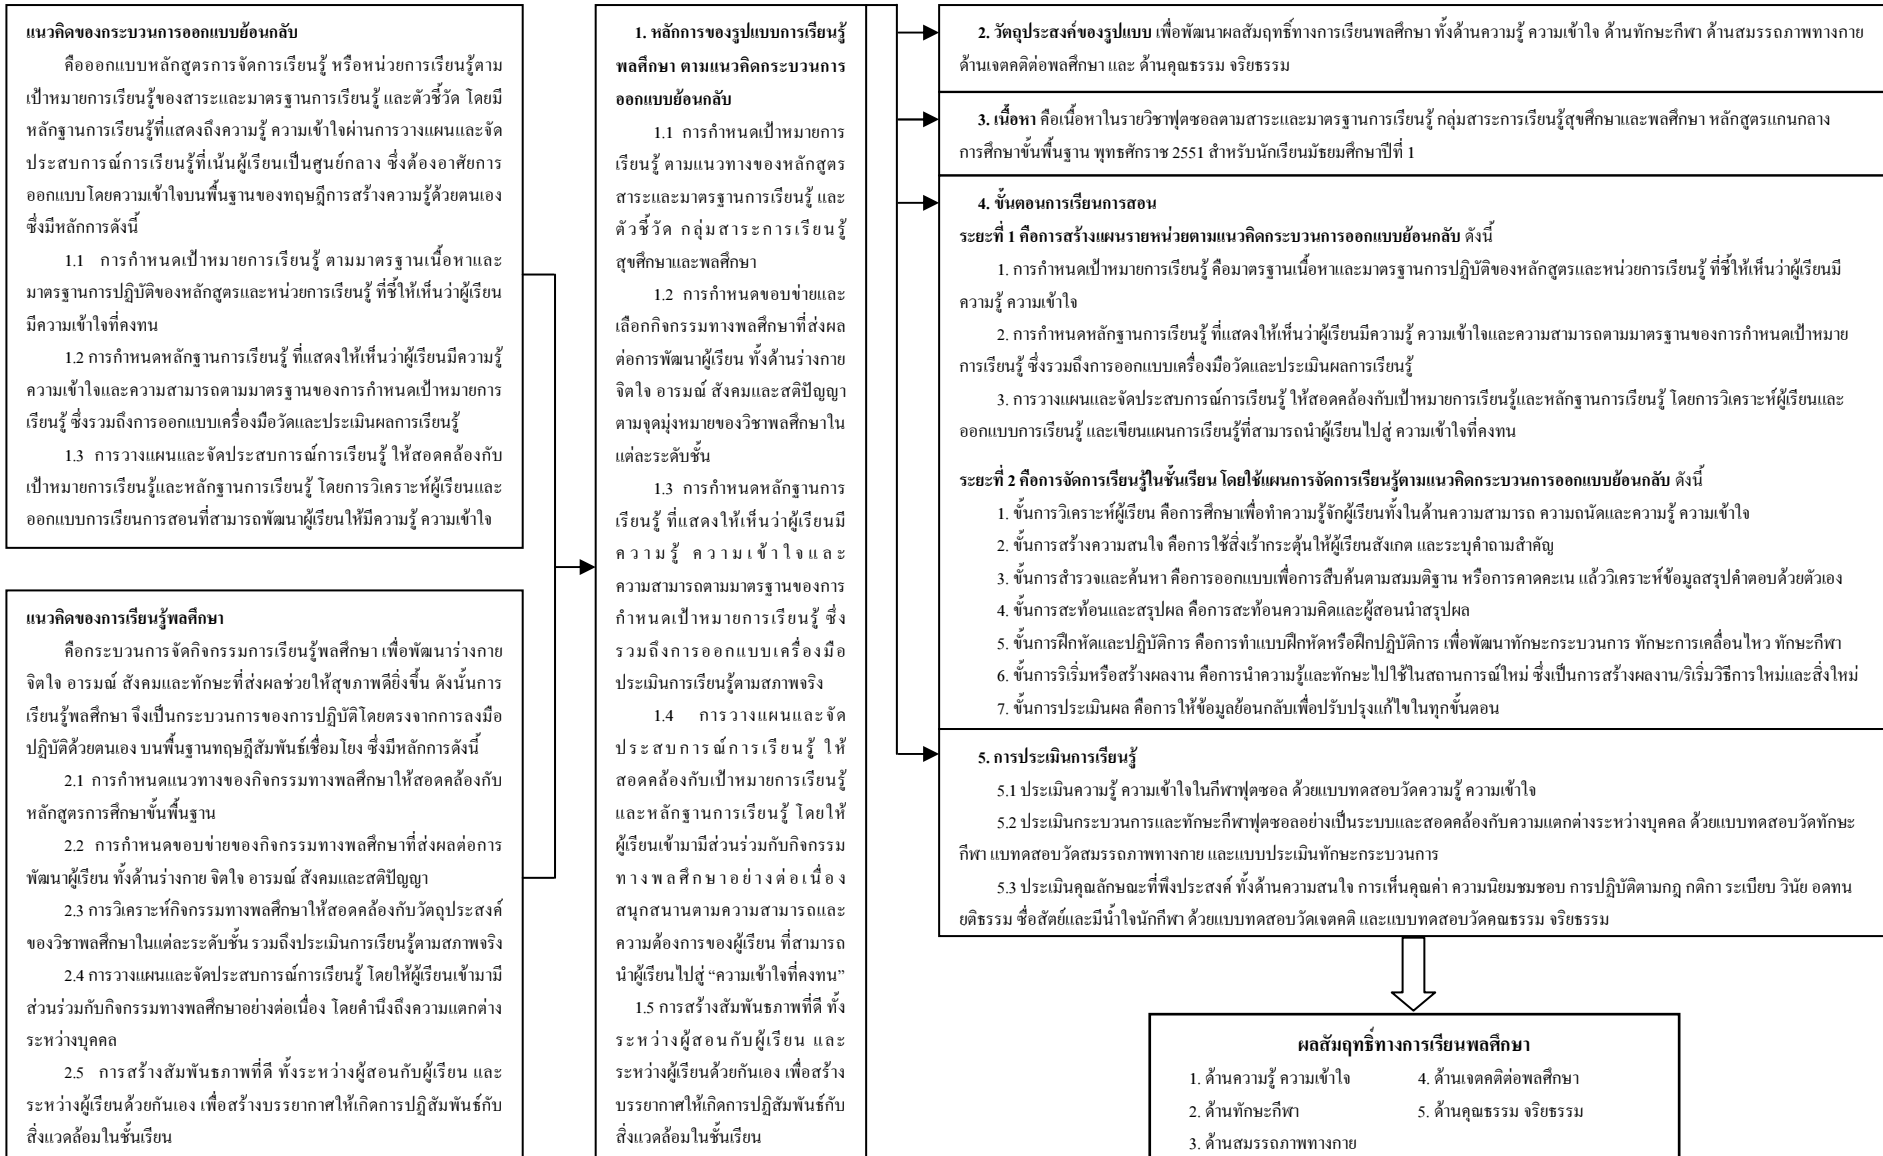 แนวคิดของกระบวนการออกแบบย้อนกลับ
คือออกแบบหลักสูตรการจัดการเรียนรู้ หรือหน่วยการเรียนรู้ตาม
เป้าหมายการเรียนรู้ของสาระและมาตรฐานการเรียนรู้ และตัวชี้วัด โดยมี
หลักฐานการเรียนรู้ที่แสดงถึงความรู้ ความเข้าใจผ่านการวางแผนและจัด
ประสบการณ์การเรียนรู้ที่เน้นผู้เรียนเป็นศูนย์กลาง ซึ่งต้องอาศัยการ
ออกแบบโดยความเข้าใจบนพื้นฐานของทฤษฎีการสร้างความรู้ด้วยตนเอง
ซึ่งมีหลักการดังนี้
1.1 การกำหนดเป้าหมายการเรียนรู้ ตามมาตรฐานเนื้อหาและ
มาตรฐานการปฏิบัติของหลักสูตรและหน่วยการเรียนรู้ ที่ชี้ให้เห็นว่าผู้เรียน
มีความเข้าใจที่คงทน
1.2 การกำหนดหลักฐานการเรียนรู้ ที่แสดงให้เห็นว่าผู้เรียนมีความรู้
ความเข้าใจและความสามารถตามมาตรฐานของการกำหนดเป้าหมายการ
เรียนรู้ ซึ่งรวมถึงการออกแบบเครื่องมือวัดและประเมินผลการเรียนรู้
1.3 การวางแผนและจัดประสบการณ์การเรียนรู้ ให้สอดคล้องกับ
เป้าหมายการเรียนรู้และหลักฐานการเรียนรู้ โดยการวิเคราะห์ผู้เรียนและ
ออกแบบการเรียนการสอนที่สามารถพัฒนาผู้เรียนให้มีความรู้ ความเข้าใจ
แนวคิดของการเรียนรู้พลศึกษา
คือกระบวนการจัดกิจกรรมการเรียนรู้พลศึกษา เพื่อพัฒนาร่างกาย
จิตใจ อารมณ์ สังคมและทักษะที่ส่งผลช่วยให้สุขภาพดียิ่งขึ้น ดังนั้นการ
เรียนรู้พลศึกษา จึงเป็นกระบวนการของการปฏิบัติโดยตรงจากการลงมือ
ปฏิบัติด้วยตนเอง บนพื้นฐานทฤษฎีสัมพันธ์เชื่อมโยง ซึ่งมีหลักการดังนี้
2.1 การกำหนดแนวทางของกิจกรรมทางพลศึกษาให้สอดคล้องกับ
หลักสูตรการศึกษาขั้นพื้นฐาน
2.2 การกำหนดขอบข่ายของกิจกรรมทางพลศึกษาที่ส่งผลต่อการ
พัฒนาผู้เรียน ทั้งด้านร่างกาย จิตใจ อารมณ์ สังคมและสติปัญญา
2.3 การวิเคราะห์กิจกรรมทางพลศึกษาให้สอดคล้องกับวัตถุประสงค์
ของวิชาพลศึกษาในแต่ละระดับชั้น รวมถึงประเมินการเรียนรู้ตามสภาพจริง
2.4 การวางแผนและจัดประสบการณ์การเรียนรู้ โดยให้ผู้เรียนเข้ามามี
ส่วนร่วมกับกิจกรรมทางพลศึกษาอย่างต่อเนื่อง โดยคำนึงถึงความแตกต่าง
ระหว่างบุคคล
2.5 การสร้างสัมพันธภาพที่ดี ทั้งระหว่างผู้สอนกับผู้เรียน และ
ระหว่างผู้เรียนด้วยกันเอง เพื่อสร้างบรรยากาศให้เกิดการปฏิสัมพันธ์กับ
สิ่งแวดล้อมในชั้นเรียน
1. หลักการของรูปแบบการเรียนรู้
พลศึกษา ตามแนวคิดกระบวนการ
ออกแบบย้อนกลับ
1.1 การกำหนดเป้าหมายการ
เรียนรู้ ตามแนวทางของหลักสูตร
สาระและมาตรฐานการเรียนรู้ และ
ตัวชี้วัด กลุ่มสาระการเรียนรู้
สุขศึกษาและพลศึกษา
1.2 การกำหนดขอบข่ายและ
เลือกกิจกรรมทางพลศึกษาที่ส่งผล
ต่อการพัฒนาผู้เรียน ทั้งด้านร่างกาย
จิตใจ อารมณ์ สังคมและสติปัญญา
ตามจุดมุ่งหมายของวิชาพลศึกษาใน
แต่ละระดับชั้น
1.3 การกำหนดหลักฐานการ
เรียนรู้ ที่แสดงให้เห็นว่าผู้เรียนมี
ความรู้ ความเข้าใจและ
ความสามารถตามมาตรฐานของการ
กำหนดเป้าหมายการเรียนรู้ ซึ่ง
รวมถึงการออกแบบเครื่องมือ
ประเมินการเรียนรู้ตามสภาพจริง
1.4 การวางแผนและจัด
ประสบการณ์การเรียนรู้ ให้
สอดคล้องกับเป้าหมายการเรียนรู้
และหลักฐานการเรียนรู้ โดยให้
ผู้เรียนเข้ามามีส่วนร่วมกับกิจกรรม
ทางพลศึกษาอย่างต่อเนื่อง
สนุกสนานตามความสามารถและ
ความต้องการของผู้เรียน ที่สามารถ
นำผู้เรียนไปสู่ “ความเข้าใจที่คงทน”
1.5 การสร้างสัมพันธภาพที่ดี ทั้ง
ระหว่างผู้สอนกับผู้เรียน และ
ระหว่างผู้เรียนด้วยกันเอง เพื่อสร้าง
บรรยากาศให้เกิดการปฏิสัมพันธ์กับ
สิ่งแวดล้อมในชั้นเรียน
2. วัตถุประสงค์ของรูปแบบ เพื่อพัฒนาผลสัมฤทธิ์ทางการเรียนพลศึกษา ทั้งด้านความรู้ ความเข้าใจ ด้านทักษะกีฬา ด้านสมรรถภาพทางกาย
ด้านเจตคติต่อพลศึกษา และ ด้านคุณธรรม จริยธรรม
3. เนื้อหา คือเนื้อหาในรายวิชาฟุตซอลตามสาระและมาตรฐานการเรียนรู้ กลุ่มสาระการเรียนรู้สุขศึกษาและพลศึกษา หลักสูตรแกนกลาง
การศึกษาขั้นพื้นฐาน พุทธศักราช 2551 สำหรับนักเรียนมัธยมศึกษาปีที่ 1
4. ขั้นตอนการเรียนการสอน
ระยะที่ 1 คือการสร้างแผนรายหน่วยตามแนวคิดกระบวนการออกแบบย้อนกลับ ดังนี้
1. การกำหนดเป้าหมายการเรียนรู้ คือมาตรฐานเนื้อหาและมาตรฐานการปฏิบัติของหลักสูตรและหน่วยการเรียนรู้ ที่ชี้ให้เห็นว่าผู้เรียนมี
ความรู้ ความเข้าใจ
2. การกำหนดหลักฐานการเรียนรู้ ที่แสดงให้เห็นว่าผู้เรียนมีความรู้ ความเข้าใจและความสามารถตามมาตรฐานของการกำหนดเป้าหมาย
การเรียนรู้ ซึ่งรวมถึงการออกแบบเครื่องมือวัดและประเมินผลการเรียนรู้
3. การวางแผนและจัดประสบการณ์การเรียนรู้ ให้สอดคล้องกับเป้าหมายการเรียนรู้และหลักฐานการเรียนรู้ โดยการวิเคราะห์ผู้เรียนและ
ออกแบบการเรียนรู้ และเขียนแผนการเรียนรู้ที่สามารถนำผู้เรียนไปสู่ ความเข้าใจที่คงทน
ระยะที่ 2 คือการจัดการเรียนรู้ในชั้นเรียน โดยใช้แผนการจัดการเรียนรู้ตามแนวคิดกระบวนการออกแบบย้อนกลับ ดังนี้
1. ขั้นการวิเคราะห์ผู้เรียน คือการศึกษาเพื่อทำความรู้จักผู้เรียนทั้งในด้านความสามารถ ความถนัดและความรู้ ความเข้าใจ
2. ขั้นการสร้างความสนใจ คือการใช้สิ่งเร้ากระตุ้นให้ผู้เรียนสังเกต และระบุคำถามสำคัญ
3. ขั้นการสำรวจและค้นหา คือการออกแบบเพื่อการสืบค้นตามสมมติฐาน หรือการคาดคะเน แล้ววิเคราะห์ข้อมูลสรุปคำตอบด้วยตัวเอง
4. ขั้นการสะท้อนและสรุปผล คือการสะท้อนความคิดและผู้สอนนำสรุปผล
5. ขั้นการฝึกหัดและปฏิบัติการ คือการทำแบบฝึกหัดหรือฝึกปฏิบัติการ เพื่อพัฒนาทักษะกระบวนการ ทักษะการเคลื่อนไหว ทักษะกีฬา
6. ขั้นการริเริ่มหรือสร้างผลงาน คือการนำความรู้และทักษะไปใช้ในสถานการณ์ใหม่ ซึ่งเป็นการสร้างผลงาน/ริเริ่มวิธีการใหม่และสิ่งใหม่
7. ขั้นการประเมินผล คือการให้ข้อมูลย้อนกลับเพื่อปรับปรุงแก้ไขในทุกขั้นตอน
5. การประเมินการเรียนรู้
5.1 ประเมินความรู้ ความเข้าใจในกีฬาฟุตซอล ด้วยแบบทดสอบวัดความรู้ ความเข้าใจ
5.2 ประเมินกระบวนการและทักษะกีฬาฟุตซอลอย่างเป็นระบบและสอดคล้องกับความแตกต่างระหว่างบุคคล ด้วยแบบทดสอบวัดทักษะ
กีฬา แบทดสอบวัดสมรรถภาพทางกาย และแบบประเมินทักษะกระบวนการ
5.3 ประเมินคุณลักษณะที่พึงประสงค์ ทั้งด้านความสนใจ การเห็นคุณค่า ความนิยมชมชอบ การปฏิบัติตามกฎ กติกา ระเบียบ วินัย อดทน
ยุติธรรม ซื่อสัตย์และมีน้ำใจนักกีฬา ด้วยแบบทดสอบวัดเจตคติ และแบบทดสอบวัดคุณธรรม จริยธรรม
ผลสัมฤทธิ์ทางการเรียนพลศึกษา
1. ด้านความรู้ ความเข้าใจ 4. ด้านเจตคติต่อพลศึกษา
2. ด้านทักษะกีฬา 5. ด้านคุณธรรม จริยธรรม
3. ด้านสมรรถภาพทางกาย